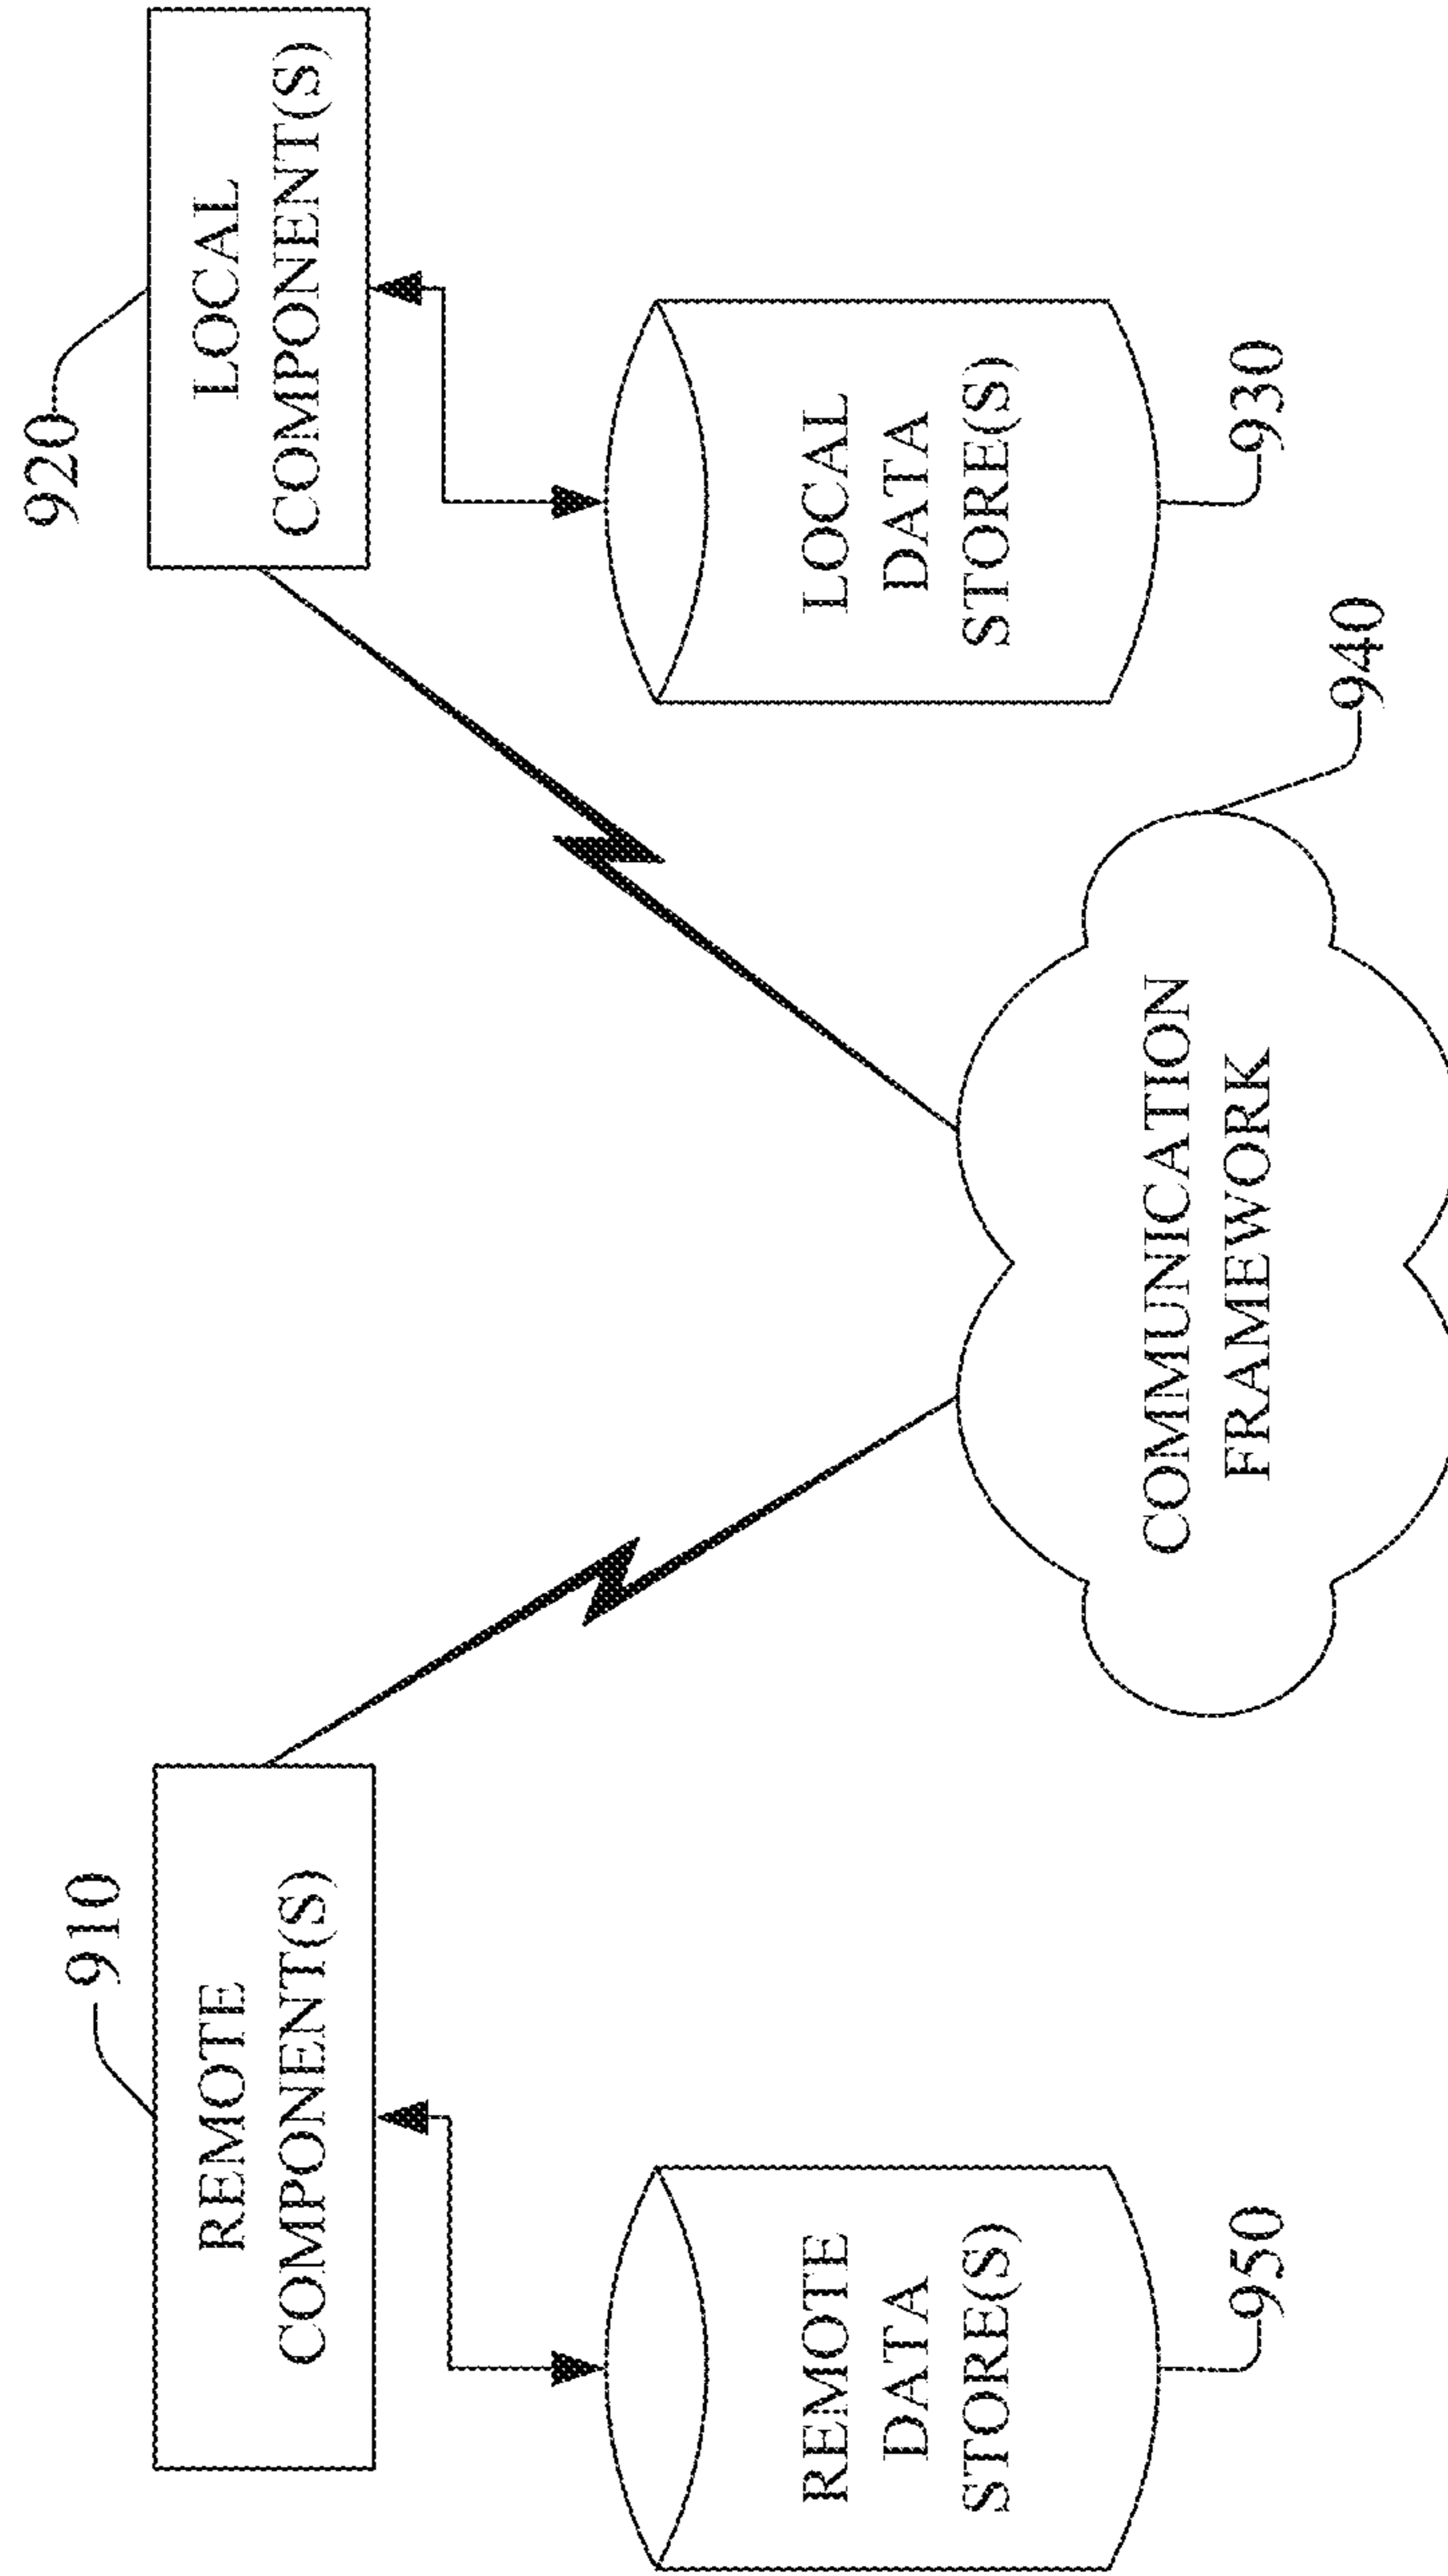 910
920
REMOTE
COMPONENT(S)
LOCAL
COMPONENT(S)
REMOTE
DATA
STORE(S)
LOCAL
DATA
STORE(S)
950
930
940
COMMUNICATION
FRAMEWORK